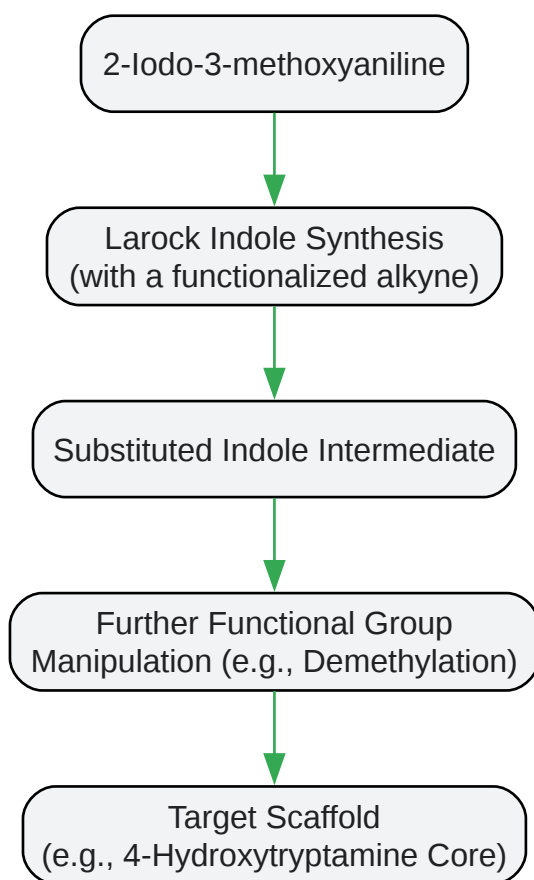 2-Iodo-3-methoxyaniline
Larock Indole Synthesis
(with a functionalized alkyne)
Substituted Indole Intermediate
Further Functional Group
Manipulation (e.g., Demethylation)
Target Scaffold
(e.g., 4-Hydroxytryptamine Core)